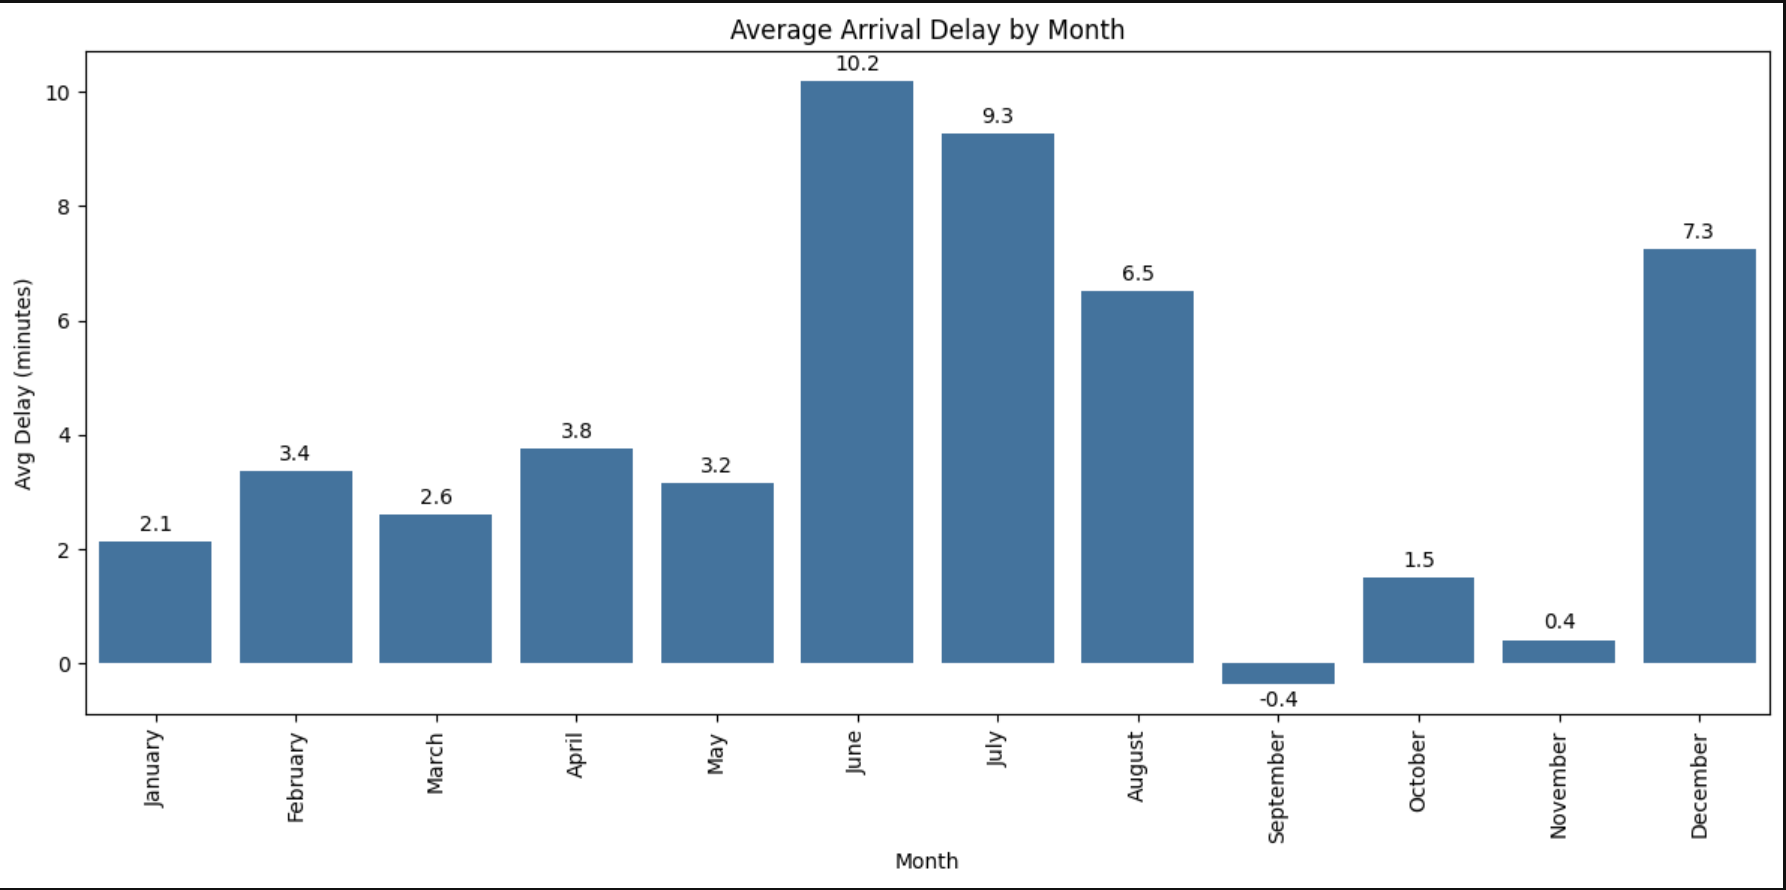 Average Arrival Delay by Month
Avg Delay (minutes)
10
8
6
4
2
0
2.1
3.4
2.6
3.8
3.2
10.2
9.3
6.5
-0.4
1.5
0.4
7.3
January
February
March
April
May
June
July
August
September
October
November
December
Month